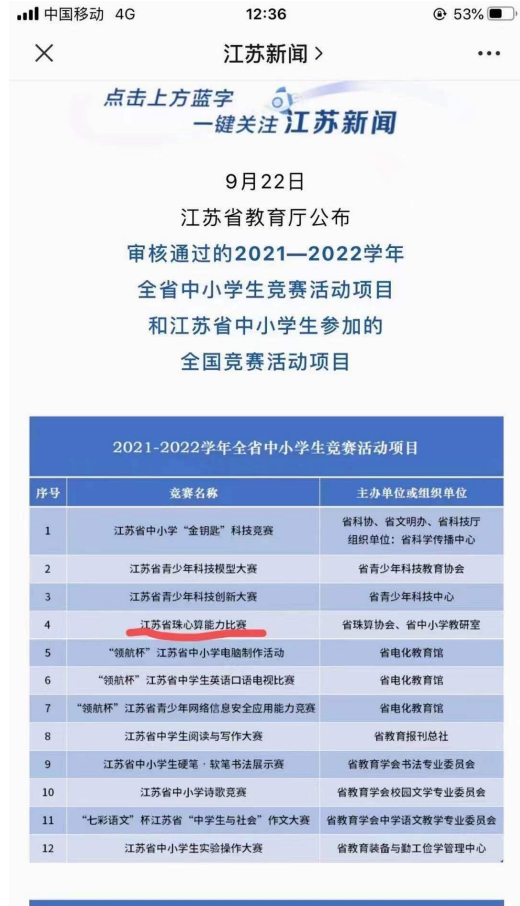 中国移动 4G 12:36 53%
江苏新闻
点击上方蓝字
一键关注 江苏新闻
9月22日
江苏省教育厅公布
审核通过的2021—2022学年
全省中小学生竞赛活动项目
和江苏省中小学生参加的
全国竞赛活动项目
2021-2022学年全省中小学生竞赛活动项目
序号 竞赛名称 主办单位或组织单位
1 江苏省中小学“金钥匙”科技竞赛 省科协、省文明办、省科技厅
组织单位：省科学传播中心
2 江苏省青少年科技模型大赛 省青少年科技教育协会
3 江苏省青少年科技创新大赛 省青少年科技中心
4 江苏省珠心算能力比赛 省珠算协会、省中小学教研室
5 “领航杯”江苏省中小学电脑制作活动 省电化教育馆
6 “领航杯”江苏省中学生英语口语电视比赛 省电化教育馆
7 “领航杯”江苏省青少年网络信息安全应用能力竞赛 省电化教育馆
8 江苏省中学生阅读与写作大赛 省教育报刊总社
9 江苏省中小学生硬笔·软笔书法展示赛 省教育学会书法专业委员会
10 江苏省中小学诗歌竞赛 省教育学会校园文学专业委员会
11 “七彩语文”杯江苏省“中学生与社会”作文大赛 省教育学会中学语文教学专业委员会
12 江苏省中小学生实验操作大赛 省教育装备与勤工俭学管理中心